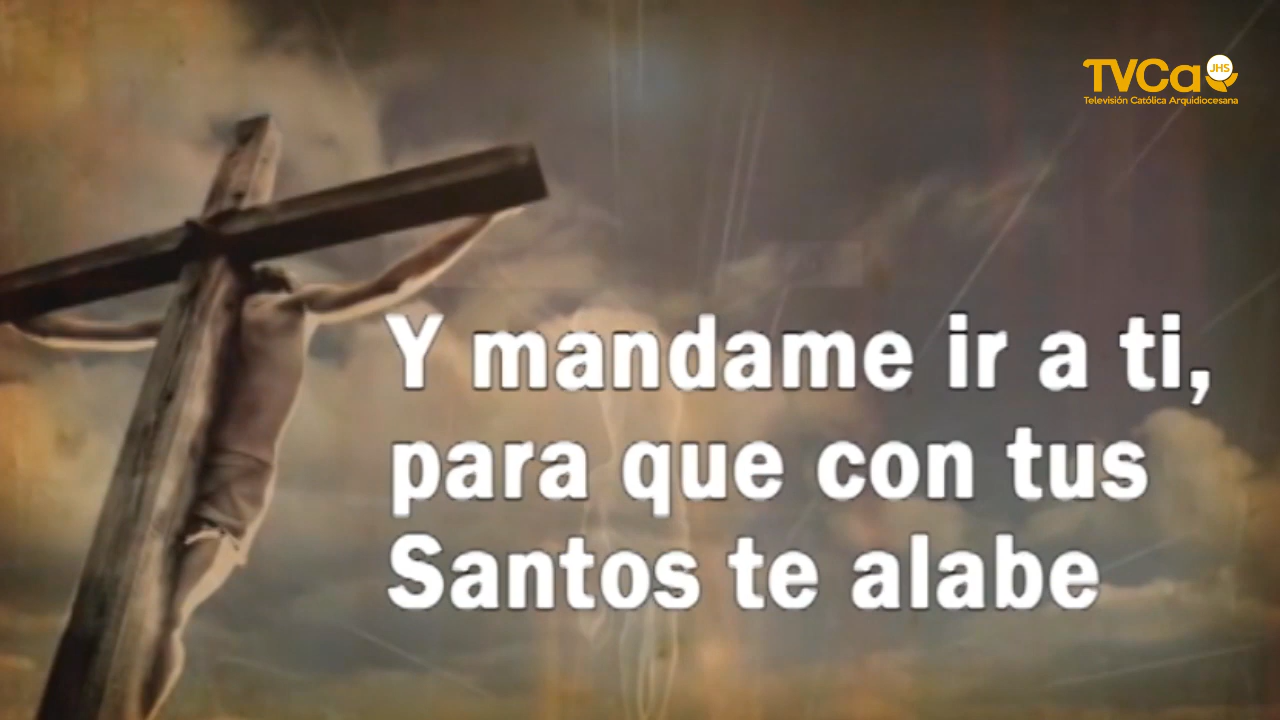 TVCa
JHS
Televisión Católica Arquidiocesana
Y mandame ir a ti,
para que con tus
Santos te alabe